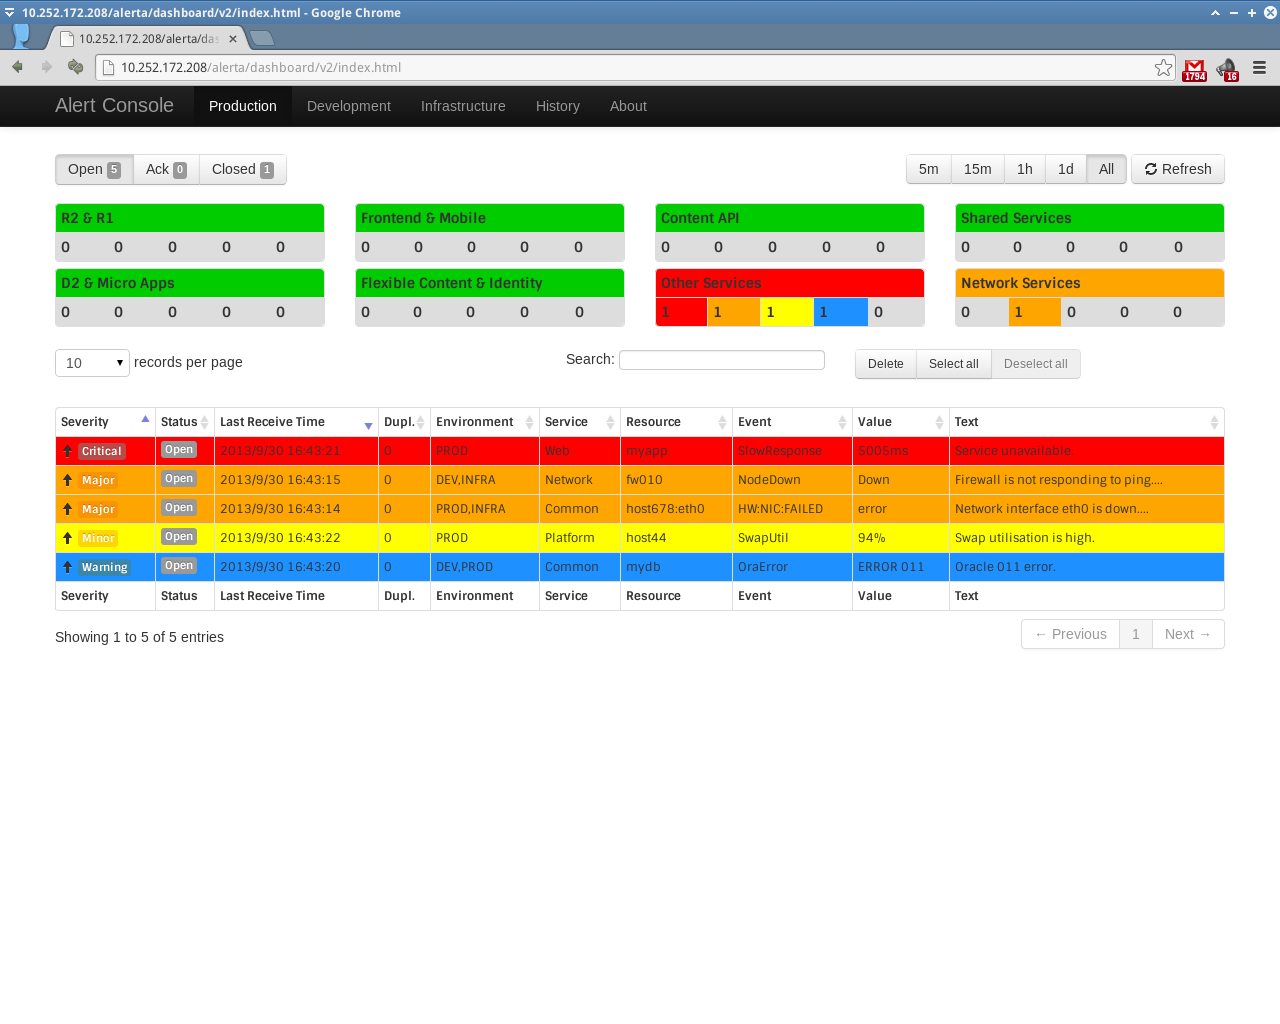 10.252.172.208/alerta/dashboard/v2/index.html - Google Chrome
10.252.172.208/alerta/das
10.252.172.208/alerta/dashboard/v2/index.html
1794 16
Alert Console Production Development Infrastructure History About
Open 5 Ack 0 Closed 1 5m 15m 1h 1d All Refresh
R2 & R1 Frontend & Mobile Content API Shared Services
0 0 0 0 0 0 0 0 0 0 0 0 0 0 0 0 0 0 0 0
D2 & Micro Apps Flexible Content & Identity Other Services Network Services
0 0 0 0 0 0 0 0 0 0 1 1 1 1 0 0 1 0 0 0
10 records per page Search: Delete Select all Deselect all
Severity Status Last Receive Time Dupl. Environment Service Resource Event Value Text
Critical Open 2013/9/30 16:43:21 0 PROD Web myapp SlowResponse 5005ms Service unavailable.
Major Open 2013/9/30 16:43:15 0 DEV,INFRA Network fw010 NodeDown Down Firewall is not responding to ping....
Major Open 2013/9/30 16:43:14 0 PROD,INFRA Common host678:eth0 HW:NIC:FAILED error Network interface eth0 is down....
Minor Open 2013/9/30 16:43:22 0 PROD Platform host44 SwapUtil 94% Swap utilisation is high.
Warning Open 2013/9/30 16:43:20 0 DEV,PROD Common mydb OraError ERROR 011 Oracle 011 error.
Severity Status Last Receive Time Dupl. Environment Service Resource Event Value Text
Showing 1 to 5 of 5 entries ← Previous 1 Next →